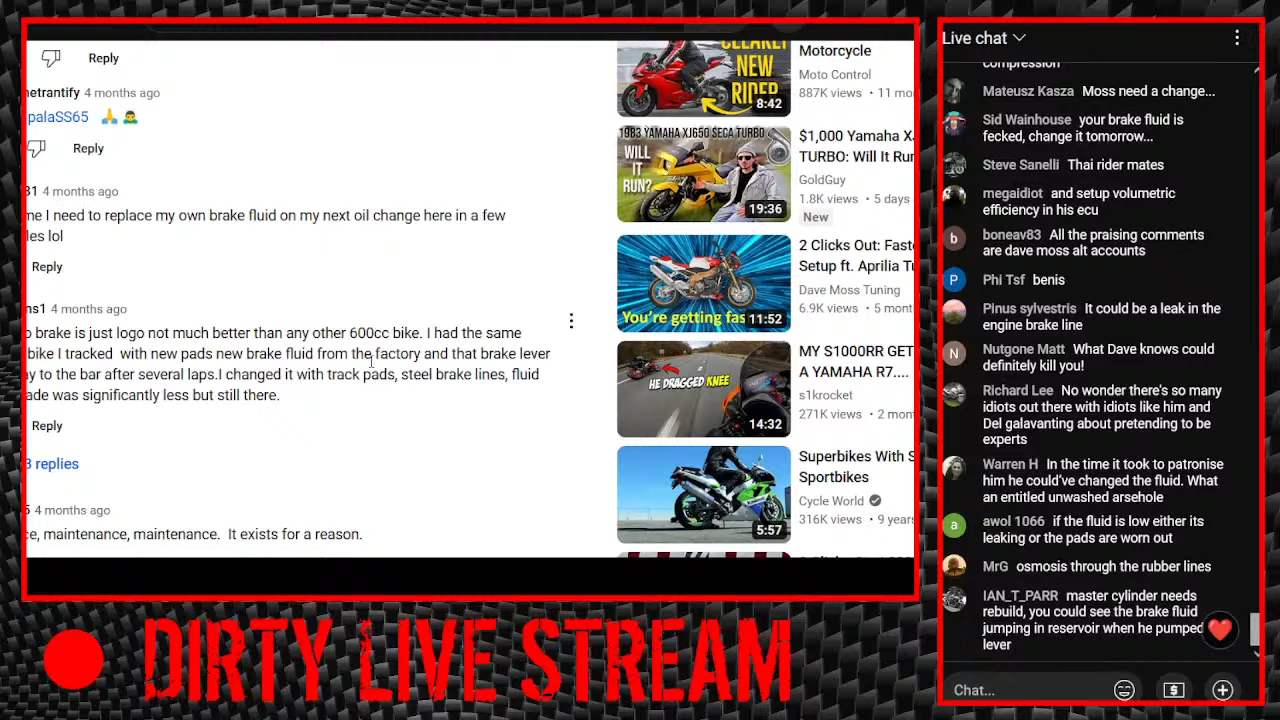 Reply
netrantify 4 months ago
palaSS65
Reply
31 4 months ago
me I need to replace my own brake fluid on my next oil change here in a few
les lol
Reply
ns1 4 months ago
o brake is just logo not much better than any other 600cc bike. I had the same
bike I tracked with new pads new brake fluid from the factory and that brake lever
y to the bar after several laps.I changed it with track pads, steel brake lines, fluid
ade was significantly less but still there.
Reply
3 replies
5 4 months ago
ce, maintenance, maintenance. It exists for a reason.
CLEARLY
NEW
RIDER
8:42
Motorcycle
Moto Control
887K views • 11 mo
1983 YAMAHA XJ650 SECA TURBO
WILL
IT
RUN?
19:36
$1,000 Yamaha XJ
TURBO: Will It Run
GoldGuy
1.8K views • 5 days
New
You're getting fas
11:52
2 Clicks Out: Faste
Setup ft. Aprilia Tu
Dave Moss Tuning
6.9K views • 5 mont
HE DRAGGED KNEE
14:32
MY S1000RR GET
A YAMAHA R7....
s1krocket
271K views • 2 mon
5:57
Superbikes With S
Sportbikes
Cycle World
316K views • 9 years
Live chat
compression
Mateusz Kasza Moss need a change...
Sid Wainhouse your brake fluid is
fecked, change it tomorrow...
Steve Sanelli Thai rider mates
megaidiot and setup volumetric
efficiency in his ecu
boneav83 All the praising comments
are dave moss alt accounts
Phi Tsf benis
Pinus sylvestris It could be a leak in the
engine brake line
Nutgone Matt What Dave knows could
definitely kill you!
Richard Lee No wonder there's so many
idiots out there with idiots like him and
Del galavanting about pretending to be
experts
Warren H In the time it took to patronise
him he could've changed the fluid. What
an entitled unwashed arsehole
awol 1066 if the fluid is low either its
leaking or the pads are worn out
MrG osmosis through the rubber lines
IAN_T_PARR master cylinder needs
rebuild, you could see the brake fluid
jumping in reservoir when he pumped
lever
Chat...
DIRTY LIVE STREAM